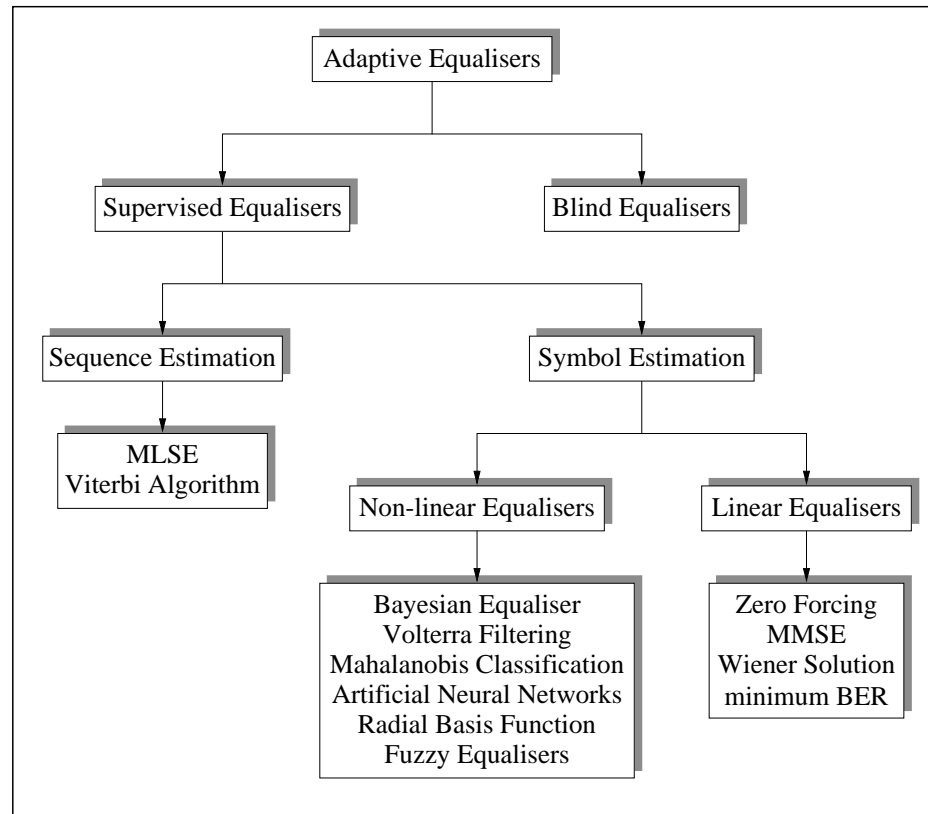 Adaptive Equalisers
Supervised Equalisers
Blind Equalisers
Sequence Estimation
Symbol Estimation
MLSE
Viterbi Algorithm
Non-linear Equalisers
Linear Equalisers
Bayesian Equaliser
Volterra Filtering
Mahalanobis Classification
Artificial Neural Networks
Radial Basis Function
Fuzzy Equalisers
Zero Forcing
MMSE
Wiener Solution
minimum BER